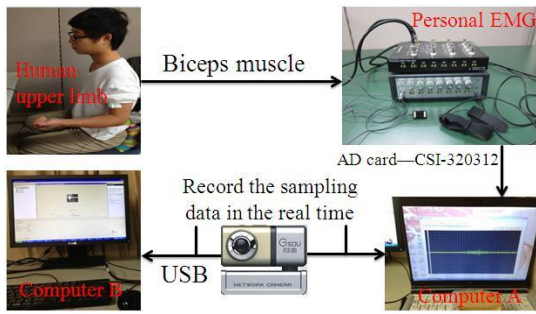 Human
upper limb
Biceps muscle
Personal EMG
AD card—CSI-320312
Record the sampling
data in the real time
USB
Gsou
NETWORK CAMERA
Computer B
Computer A